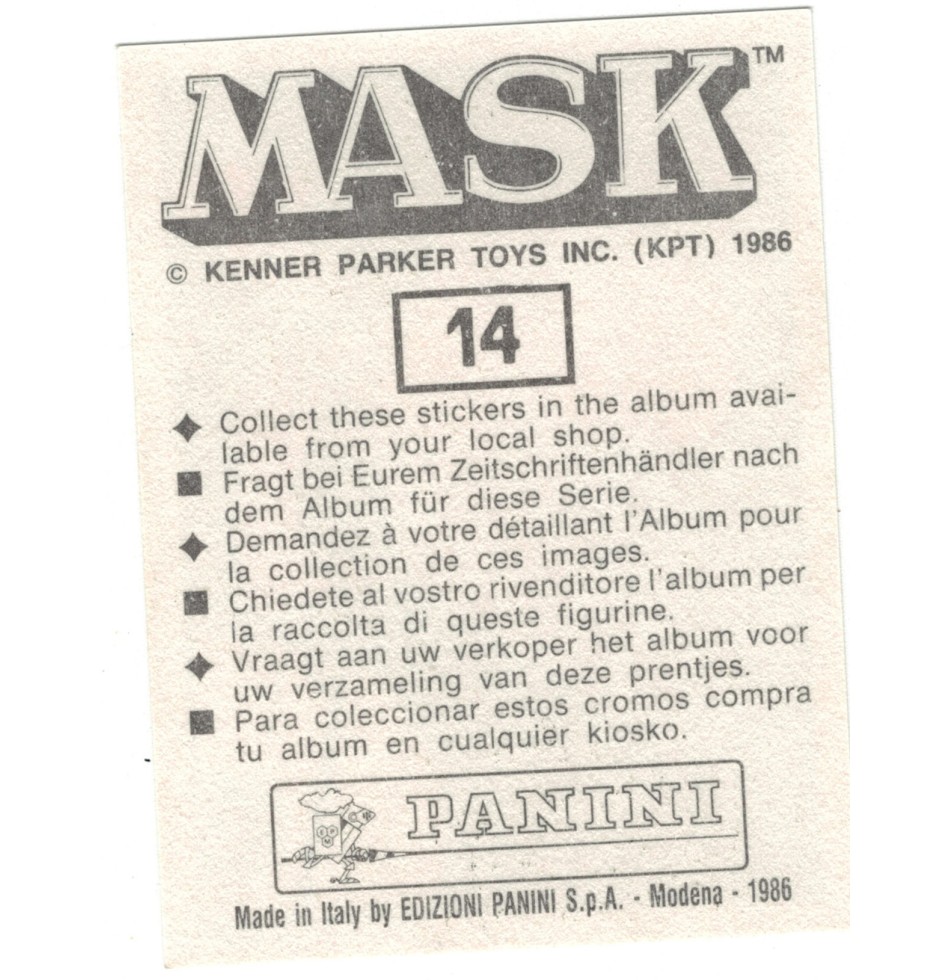 MASK™
© KENNER PARKER TOYS INC. (KPT) 1986
14
Collect these stickers in the album avai-
lable from your local shop.
Fragt bei Eurem Zeitschriftenhändler nach
dem Album für diese Serie.
Demandez à votre détaillant l'Album pour
la collection de ces images.
Chiedete al vostro rivenditore l'album per
la raccolta di queste figurine.
Vraagt aan uw verkoper het album voor
uw verzameling van deze prentjes.
Para coleccionar estos cromos compra
tu album en cualquier kiosko.
PANINI
Made in Italy by EDIZIONI PANINI S.p.A. - Modena - 1986